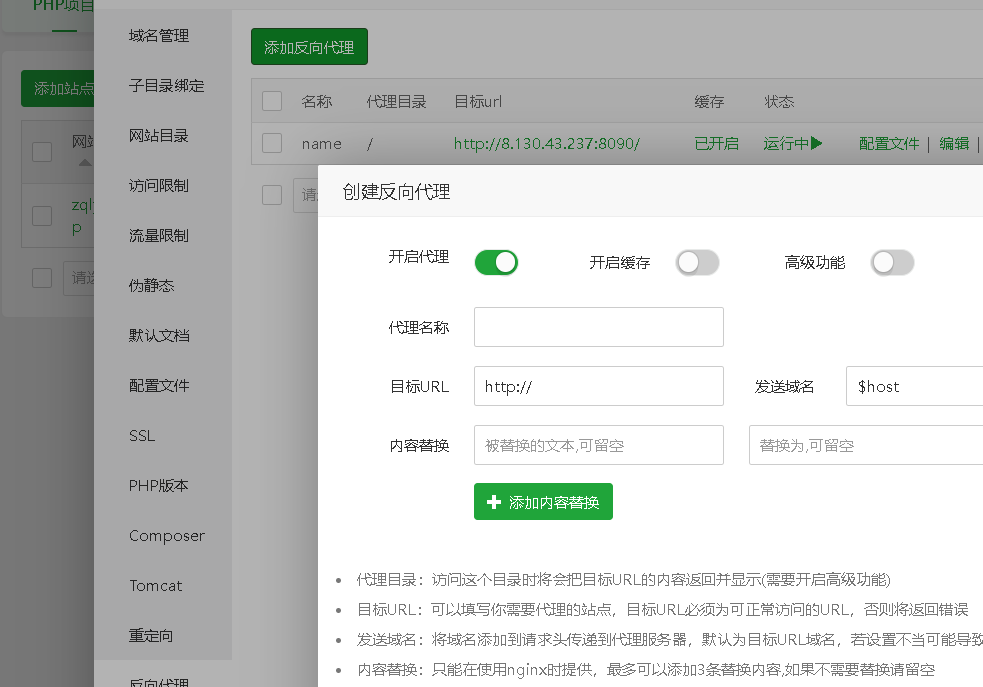 PHP项目
域名管理
子目录绑定
网站目录
访问限制
流量限制
伪静态
默认文档
配置文件
SSL
PHP版本
Composer
Tomcat
重定向
反向代理
添加站点
网站
zqly
p
请选
添加反向代理
名称 代理目录 目标url 缓存 状态
name / http://8.130.43.237:8090/ 已开启 运行中 配置文件 | 编辑 |
请
创建反向代理
开启代理 开启缓存 高级功能
代理名称
目标URL http:// 发送域名 $host
内容替换 被替换的文本,可留空 替换为,可留空
添加内容替换
代理目录：访问这个目录时将会把目标URL的内容返回并显示(需要开启高级功能)
目标URL：可以填写你需要代理的站点，目标URL必须为可正常访问的URL，否则将返回错误
发送域名：将域名添加到请求头传递到代理服务器，默认为目标URL域名，若设置不当可能导致
内容替换：只能在使用nginx时提供，最多可以添加3条替换内容,如果不需要替换请留空